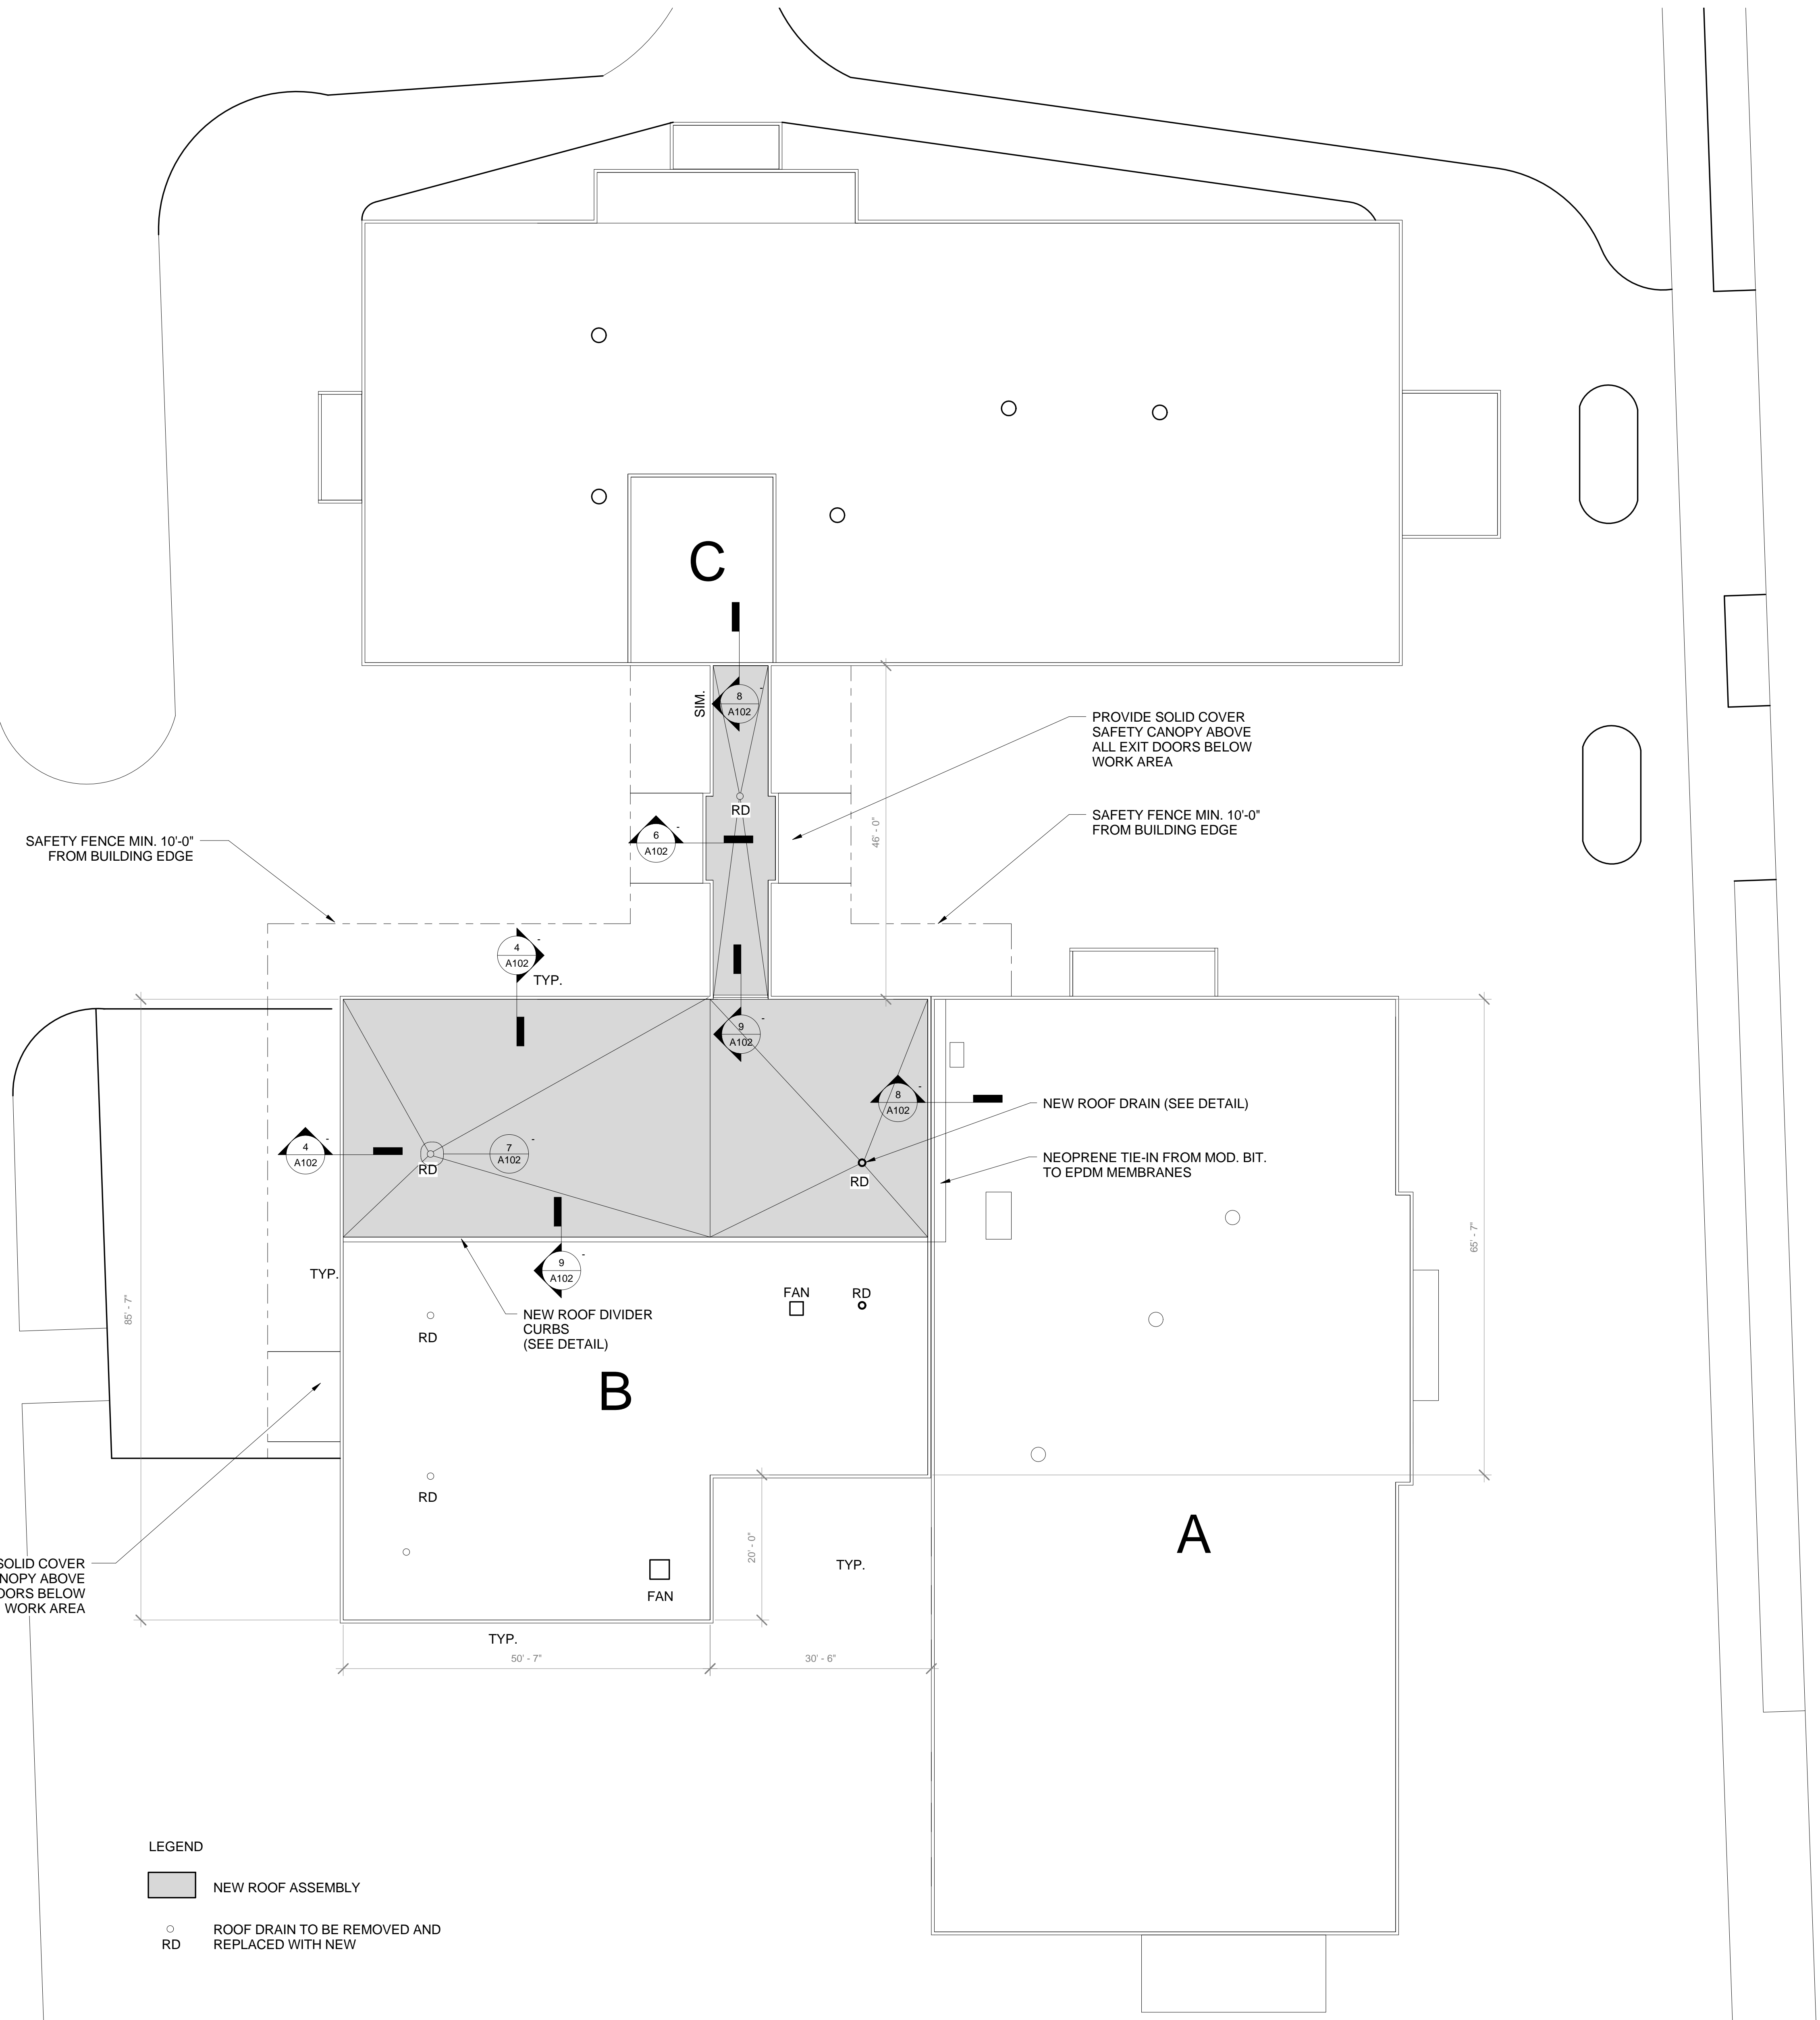 C
SIM.
8
A102
-
PROVIDE SOLID COVER
SAFETY CANOPY ABOVE
ALL EXIT DOORS BELOW
WORK AREA
RD
46' - 0"
6
A102
-
SAFETY FENCE MIN. 10'-0"
FROM BUILDING EDGE
SAFETY FENCE MIN. 10'-0"
FROM BUILDING EDGE
4
A102
-
TYP.
9
A102
-
8
A102
-
NEW ROOF DRAIN (SEE DETAIL)
4
A102
-
RD
7
A102
-
RD
NEOPRENE TIE-IN FROM MOD. BIT.
TO EPDM MEMBRANES
65' - 7"
9
A102
-
TYP.
85' - 7"
NEW ROOF DIVIDER
CURBS
(SEE DETAIL)
FAN
RD
RD
B
RD
A
20' - 0"
TYP.
FAN
SOLID COVER
NOPY ABOVE
DOORS BELOW
WORK AREA
TYP.
50' - 7"
30' - 6"
LEGEND
NEW ROOF ASSEMBLY
RD
ROOF DRAIN TO BE REMOVED AND
REPLACED WITH NEW